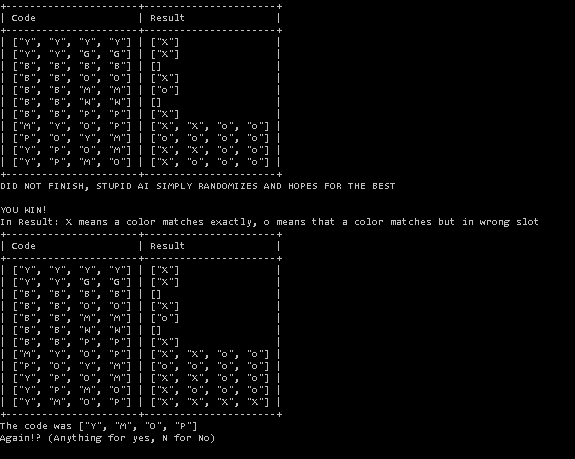 +-----------------------+-----------------------+
| Code | Result |
+-----------------------+-----------------------+
| ["Y", "Y", "Y", "Y"] | ["X"] |
| ["Y", "Y", "G", "G"] | ["X"] |
| ["B", "B", "B", "B"] | [] |
| ["B", "B", "O", "O"] | ["X"] |
| ["B", "B", "M", "M"] | ["o"] |
| ["B", "B", "W", "W"] | [] |
| ["B", "B", "P", "P"] | ["X"] |
| ["M", "Y", "O", "P"] | ["X", "X", "o", "o"] |
| ["P", "O", "Y", "M"] | ["o", "o", "o", "o"] |
| ["Y", "P", "O", "M"] | ["X", "X", "o", "o"] |
| ["Y", "P", "M", "O"] | ["X", "o", "o", "o"] |
+-----------------------+-----------------------+
DID NOT FINISH, STUPID AI SIMPLY RANDOMIZES AND HOPES FOR THE BEST
YOU WIN!
In Result: X means a color matches exactly, o means that a color matches but in wrong slot
+-----------------------+-----------------------+
| Code | Result |
+-----------------------+-----------------------+
| ["Y", "Y", "Y", "Y"] | ["X"] |
| ["Y", "Y", "G", "G"] | ["X"] |
| ["B", "B", "B", "B"] | [] |
| ["B", "B", "O", "O"] | ["X"] |
| ["B", "B", "M", "M"] | ["o"] |
| ["B", "B", "W", "W"] | [] |
| ["B", "B", "P", "P"] | ["X"] |
| ["M", "Y", "O", "P"] | ["X", "X", "o", "o"] |
| ["P", "O", "Y", "M"] | ["o", "o", "o", "o"] |
| ["Y", "P", "O", "M"] | ["X", "X", "o", "o"] |
| ["Y", "P", "M", "O"] | ["X", "o", "o", "o"] |
| ["Y", "M", "O", "P"] | ["X", "X", "X", "X"] |
+-----------------------+-----------------------+
The code was ["Y", "M", "O", "P"]
Again!? (Anything for yes, N for No)